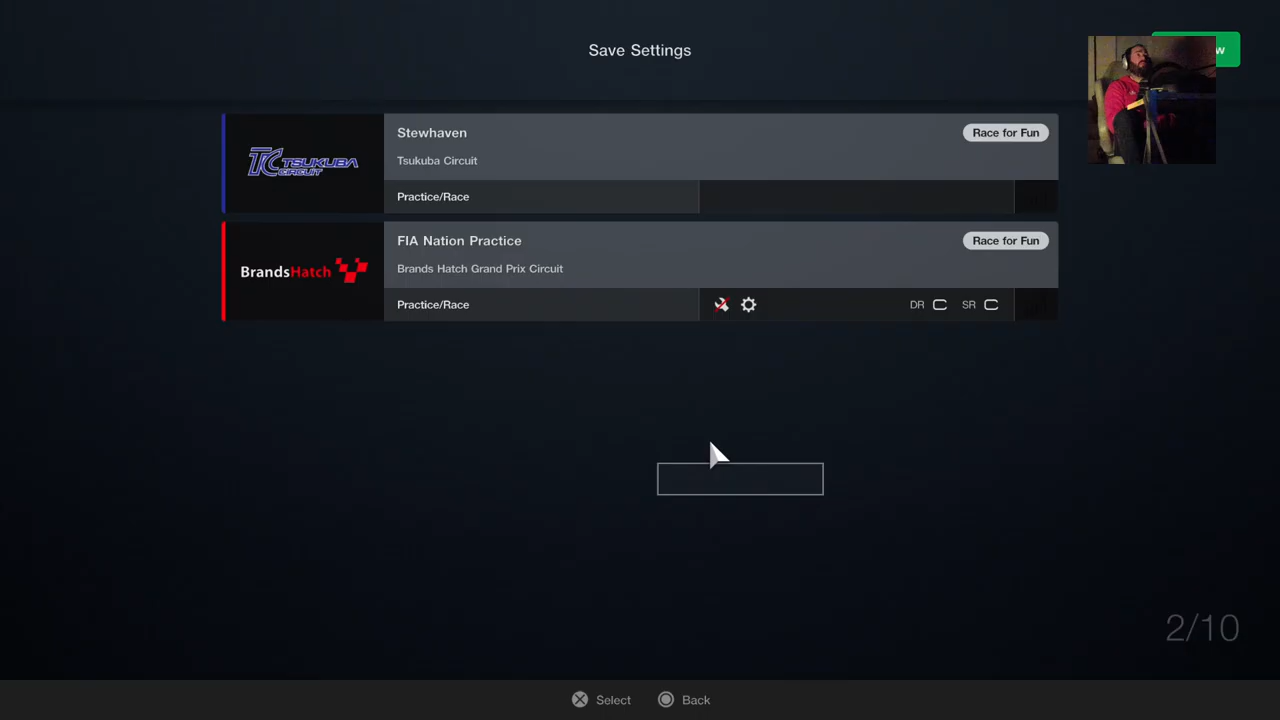 Save Settings
w
TC TSUKUBA CIRCUIT
Stewhaven
Race for Fun
Tsukuba Circuit
Practice/Race
BrandsHatch
FIA Nation Practice
Race for Fun
Brands Hatch Grand Prix Circuit
Practice/Race
DR C SR C
2/10
Select Back